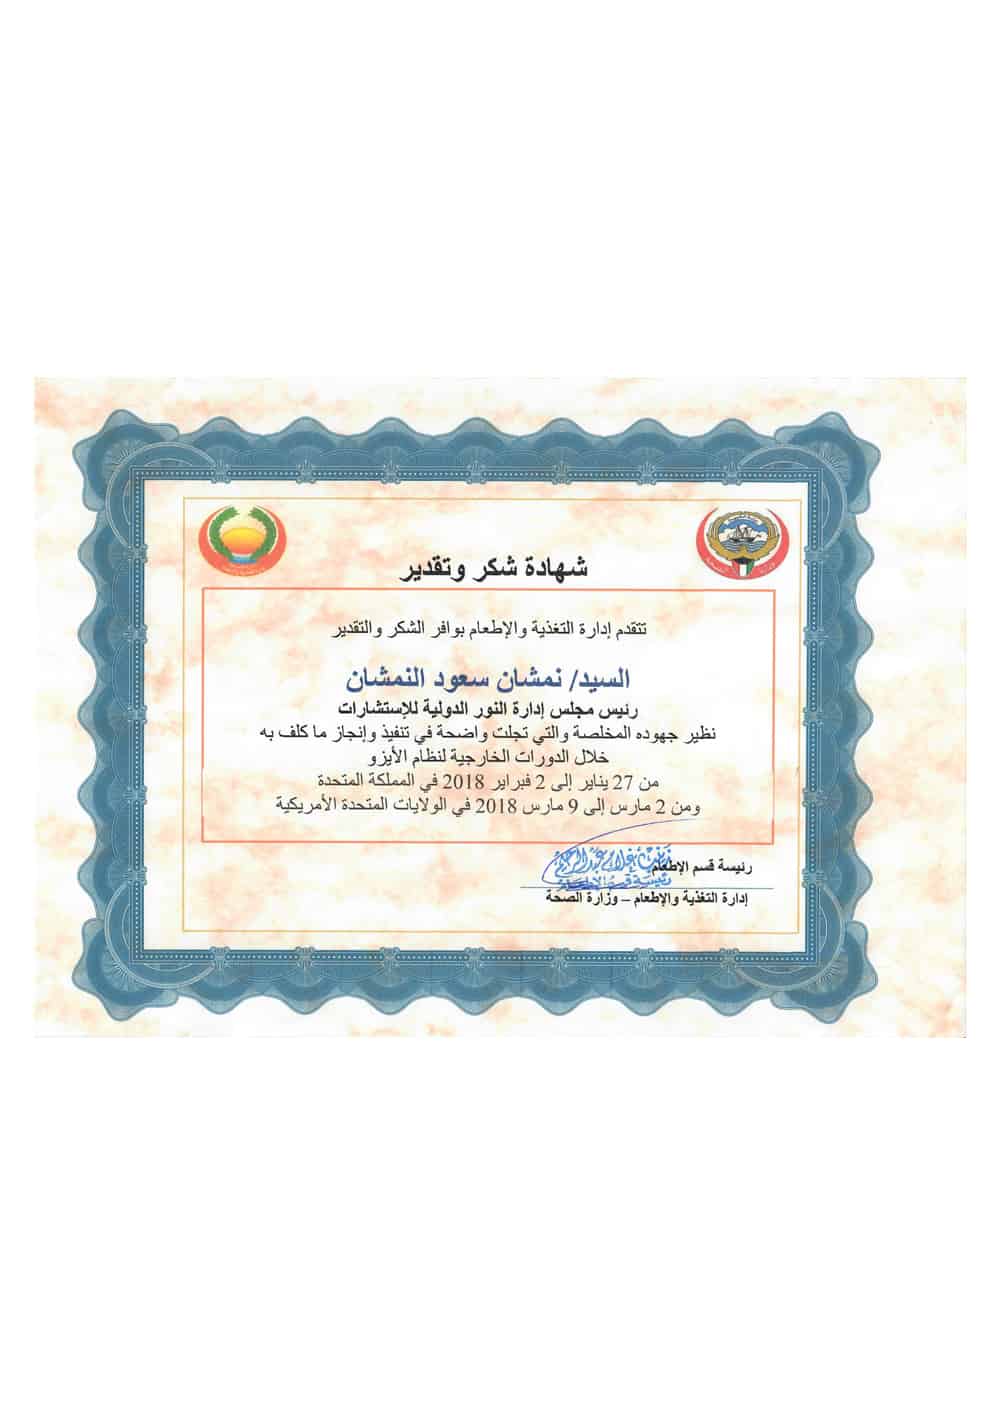 شهادة شكر وتقدير
تتقدم إدارة التغذية والإطعام بوافر الشكر والتقدير
السيد/ نمشان سعود النمشان
رئيس مجلس إدارة النور الدولية للإستشارات
نظير جهوده المخلصة والتي تجلت واضحة في تنفيذ وإنجاز ما كلف به
خلال الدورات الخارجية لنظام الأيزو
من 27 يناير إلى 2 فبراير 2018 في المملكة المتحدة
ومن 2 مارس إلى 9 مارس 2018 في الولايات المتحدة الأمريكية
رئيسة قسم الإطعام
رئيسة قسم الإطعام
إدارة التغذية والإطعام – وزارة الصحة